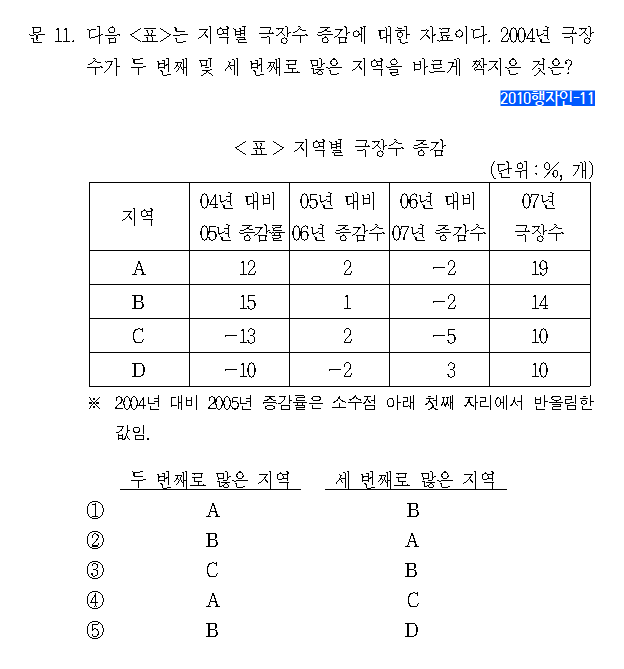 문 11. 다음 <표>는 지역별 극장수 증감에 대한 자료이다. 2004년 극장
수가 두 번째 및 세 번째로 많은 지역을 바르게 짝지은 것은?
2010행자인-11
<표> 지역별 극장수 증감
(단위 : %, 개)
지역 04년 대비 05년 증감률 05년 대비 06년 증감수 06년 대비 07년 증감수 07년 극장수
A 12 2 -2 19
B 15 1 -2 14
C -13 2 -5 10
D -10 -2 3 10
※ 2004년 대비 2005년 증감률은 소수점 아래 첫째 자리에서 반올림한
값임.
두 번째로 많은 지역 세 번째로 많은 지역
① A B
② B A
③ C B
④ A C
⑤ B D